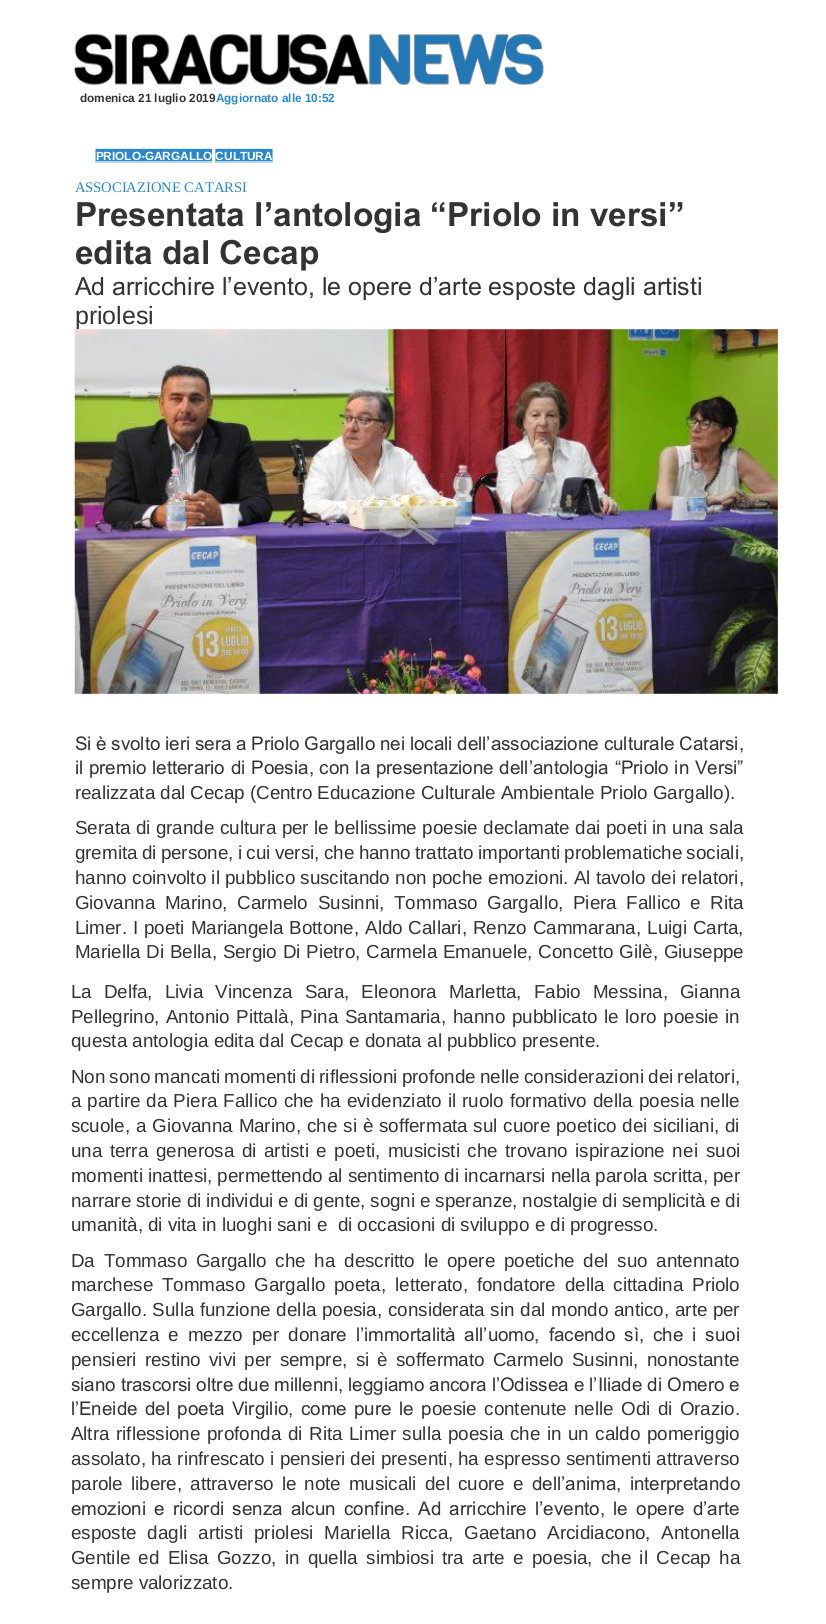 SIRACUSANEWS
domenica 21 luglio 2019Aggiornato alle 10:52
PRIOLO-GARGALLO CULTURA
ASSOCIAZIONE CATARSI
Presentata l’antologia “Priolo in versi”
edita dal Cecap
Ad arricchire l’evento, le opere d’arte esposte dagli artisti
priolesi
CECAP
PRESENTAZIONE DEL LIBRO
Priolo in Versi
Premio Letterario di Poesia
SABATO
13
LUGLIO
ORE 19:00
CECAP
PRESENTAZIONE DEL LIBRO
Priolo in Versi
Premio Letterario di Poesia
SABATO
13
LUGLIO
ORE 19:00
Si è svolto ieri sera a Priolo Gargallo nei locali dell’associazione culturale Catarsi,
il premio letterario di Poesia, con la presentazione dell’antologia “Priolo in Versi”
realizzata dal Cecap (Centro Educazione Culturale Ambientale Priolo Gargallo).
Serata di grande cultura per le bellissime poesie declamate dai poeti in una sala
gremita di persone, i cui versi, che hanno trattato importanti problematiche sociali,
hanno coinvolto il pubblico suscitando non poche emozioni. Al tavolo dei relatori,
Giovanna Marino, Carmelo Susinni, Tommaso Gargallo, Piera Fallico e Rita
Limer. I poeti Mariangela Bottone, Aldo Callari, Renzo Cammarana, Luigi Carta,
Mariella Di Bella, Sergio Di Pietro, Carmela Emanuele, Concetto Gilè, Giuseppe
La Delfa, Livia Vincenza Sara, Eleonora Marletta, Fabio Messina, Gianna
Pellegrino, Antonio Pittalà, Pina Santamaria, hanno pubblicato le loro poesie in
questa antologia edita dal Cecap e donata al pubblico presente.
Non sono mancati momenti di riflessioni profonde nelle considerazioni dei relatori,
a partire da Piera Fallico che ha evidenziato il ruolo formativo della poesia nelle
scuole, a Giovanna Marino, che si è soffermata sul cuore poetico dei siciliani, di
una terra generosa di artisti e poeti, musicisti che trovano ispirazione nei suoi
momenti inattesi, permettendo al sentimento di incarnarsi nella parola scritta, per
narrare storie di individui e di gente, sogni e speranze, nostalgie di semplicità e di
umanità, di vita in luoghi sani e  di occasioni di sviluppo e di progresso.
Da Tommaso Gargallo che ha descritto le opere poetiche del suo antennato
marchese Tommaso Gargallo poeta, letterato, fondatore della cittadina Priolo
Gargallo. Sulla funzione della poesia, considerata sin dal mondo antico, arte per
eccellenza e mezzo per donare l’immortalità all’uomo, facendo sì, che i suoi
pensieri restino vivi per sempre, si è soffermato Carmelo Susinni, nonostante
siano trascorsi oltre due millenni, leggiamo ancora l’Odissea e l’Iliade di Omero e
l’Eneide del poeta Virgilio, come pure le poesie contenute nelle Odi di Orazio.
Altra riflessione profonda di Rita Limer sulla poesia che in un caldo pomeriggio
assolato, ha rinfrescato i pensieri dei presenti, ha espresso sentimenti attraverso
parole libere, attraverso le note musicali del cuore e dell’anima, interpretando
emozioni e ricordi senza alcun confine. Ad arricchire l’evento, le opere d’arte
esposte dagli artisti priolesi Mariella Ricca, Gaetano Arcidiacono, Antonella
Gentile ed Elisa Gozzo, in quella simbiosi tra arte e poesia, che il Cecap ha
sempre valorizzato.